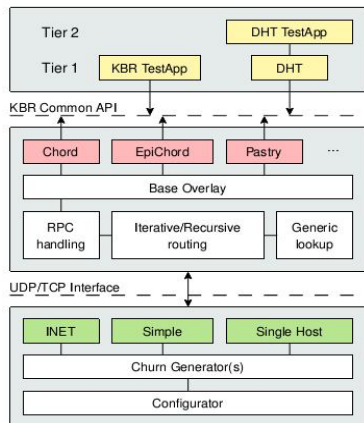 Tier 2
DHT TestApp
Tier 1
KBR TestApp
DHT
KBR Common API
Chord
EpiChord
Pastry
...
Base Overlay
RPC
handling
Iterative/Recursive
routing
Generic
lookup
UDP/TCP Interface
INET
Simple
Single Host
Churn Generator(s)
Configurator